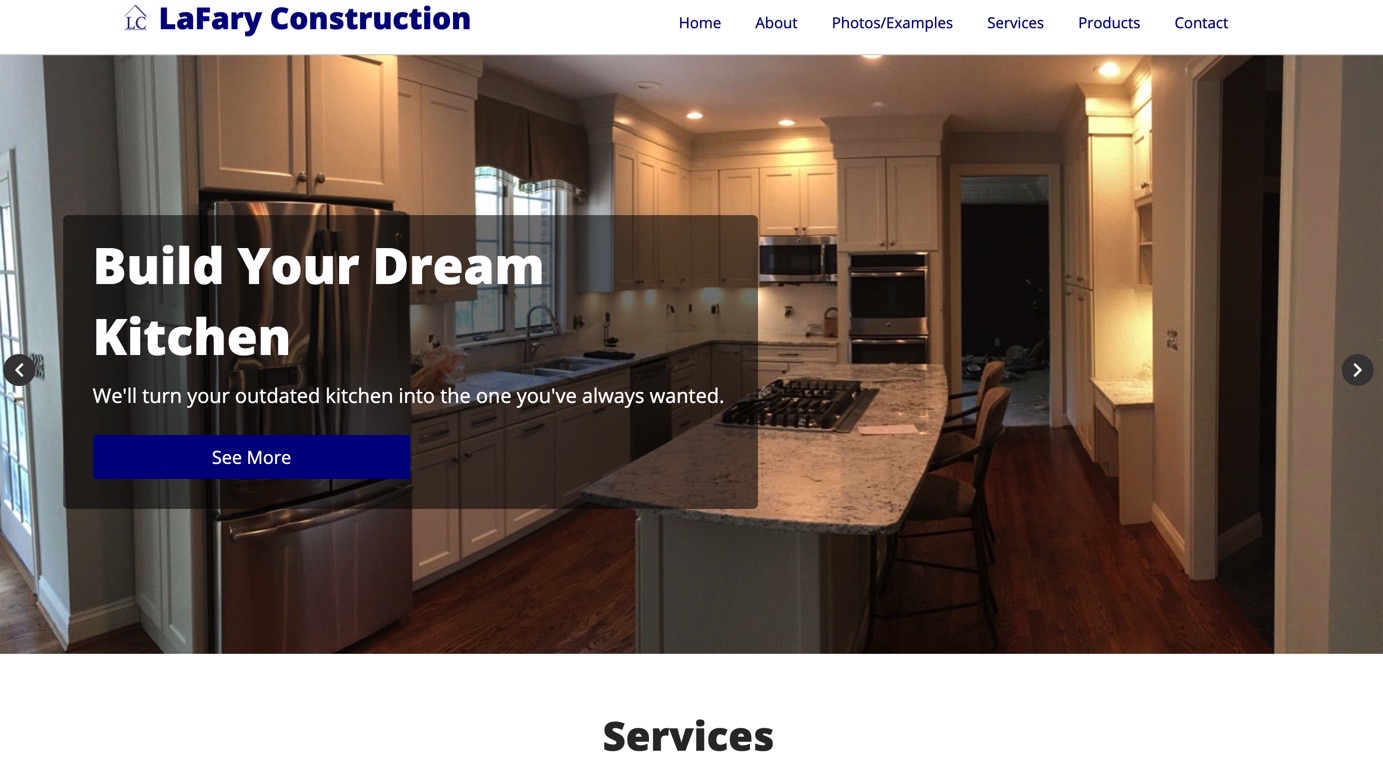 LC LaFary Construction
Home About Photos/Examples Services Products Contact
Build Your Dream
Kitchen
We'll turn your outdated kitchen into the one you've always wanted.
See More
Services